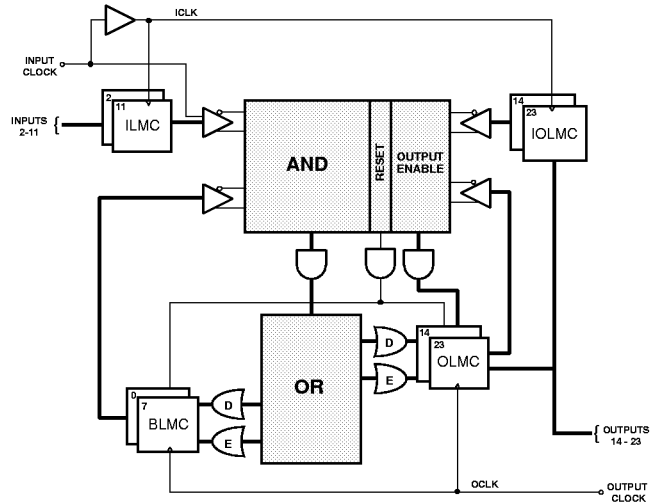 ICLK
INPUT
CLOCK
2
11
ILMC
INPUTS
2-11
AND
RESET
OUTPUT
ENABLE
14
23
IOLMC
OR
D
E
14
23
OLMC
0
7
BLMC
D
E
OUTPUTS
14 - 23
OCLK
OUTPUT
CLOCK